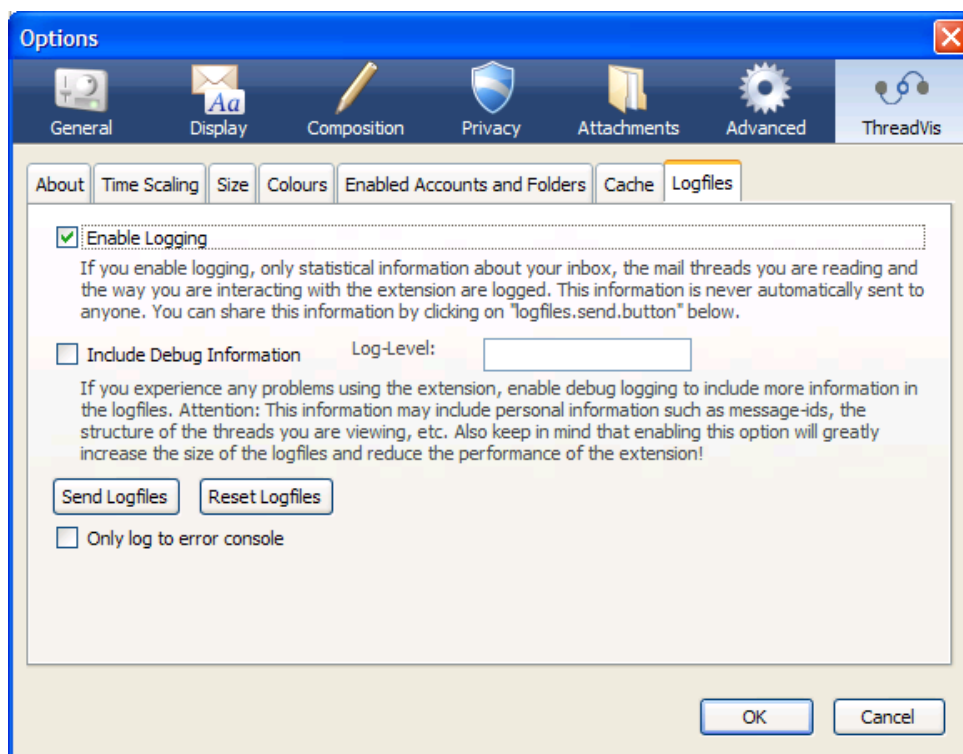 Options
General Display Composition Privacy Attachments Advanced ThreadVis
About Time Scaling Size Colours Enabled Accounts and Folders Cache Logfiles
Enable Logging
If you enable logging, only statistical information about your inbox, the mail threads you are reading and
the way you are interacting with the extension are logged. This information is never automatically sent to
anyone. You can share this information by clicking on "logfiles.send.button" below.
Include Debug Information Log-Level:
If you experience any problems using the extension, enable debug logging to include more information in
the logfiles. Attention: This information may include personal information such as message-ids, the
structure of the threads you are viewing, etc. Also keep in mind that enabling this option will greatly
increase the size of the logfiles and reduce the performance of the extension!
Send Logfiles Reset Logfiles
Only log to error console
OK Cancel